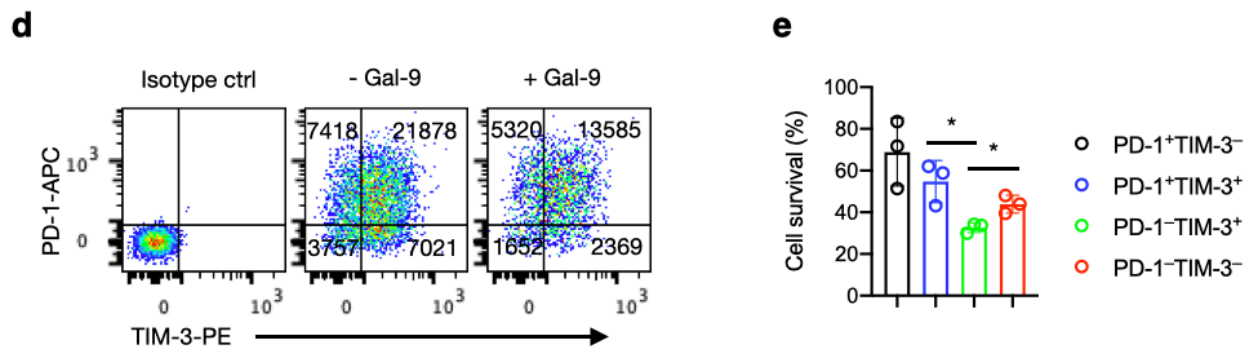 d
Isotype ctrl
- Gal-9
+ Gal-9
PD-1-APC
10³
0
7418 21878
3757 7021
5320 13585
1652 2369
0 10³
0 10³
0 10³
TIM-3-PE
e
Cell survival (%)
100
80
60
40
20
0
*
*
PD-1⁺TIM-3⁻
PD-1⁺TIM-3⁺
PD-1⁻TIM-3⁺
PD-1⁻TIM-3⁻